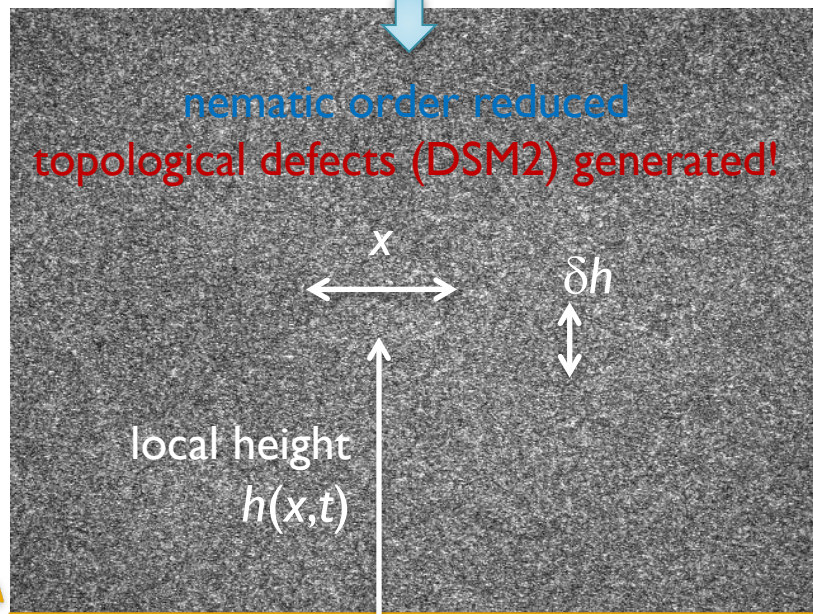 nematic order reduced
topological defects (DSM2) generated!
x
δh
local height
h(x,t)